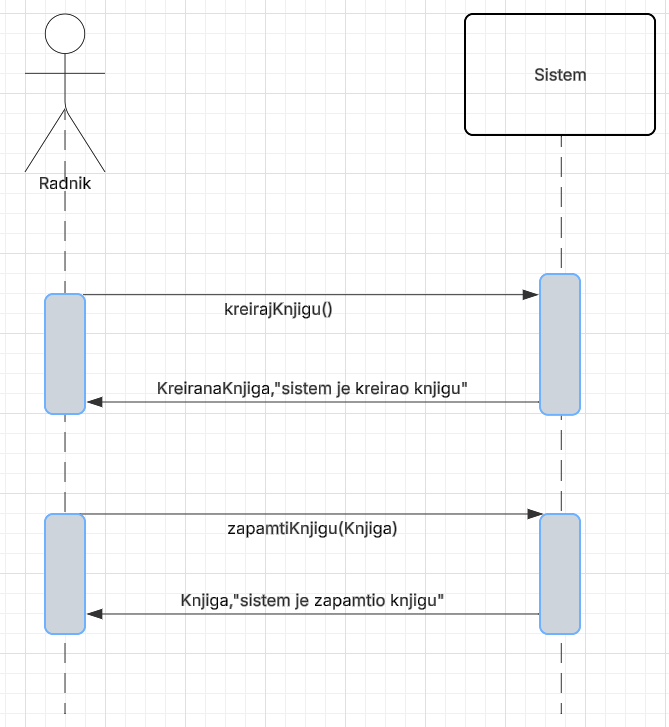 Sistem
Radnik
kreirajKnjigu()
KreiranaKnjiga,"sistem je kreirao knjigu"
zapamtiKnjigu(Knjiga)
Knjiga,"sistem je zapamtio knjigu"